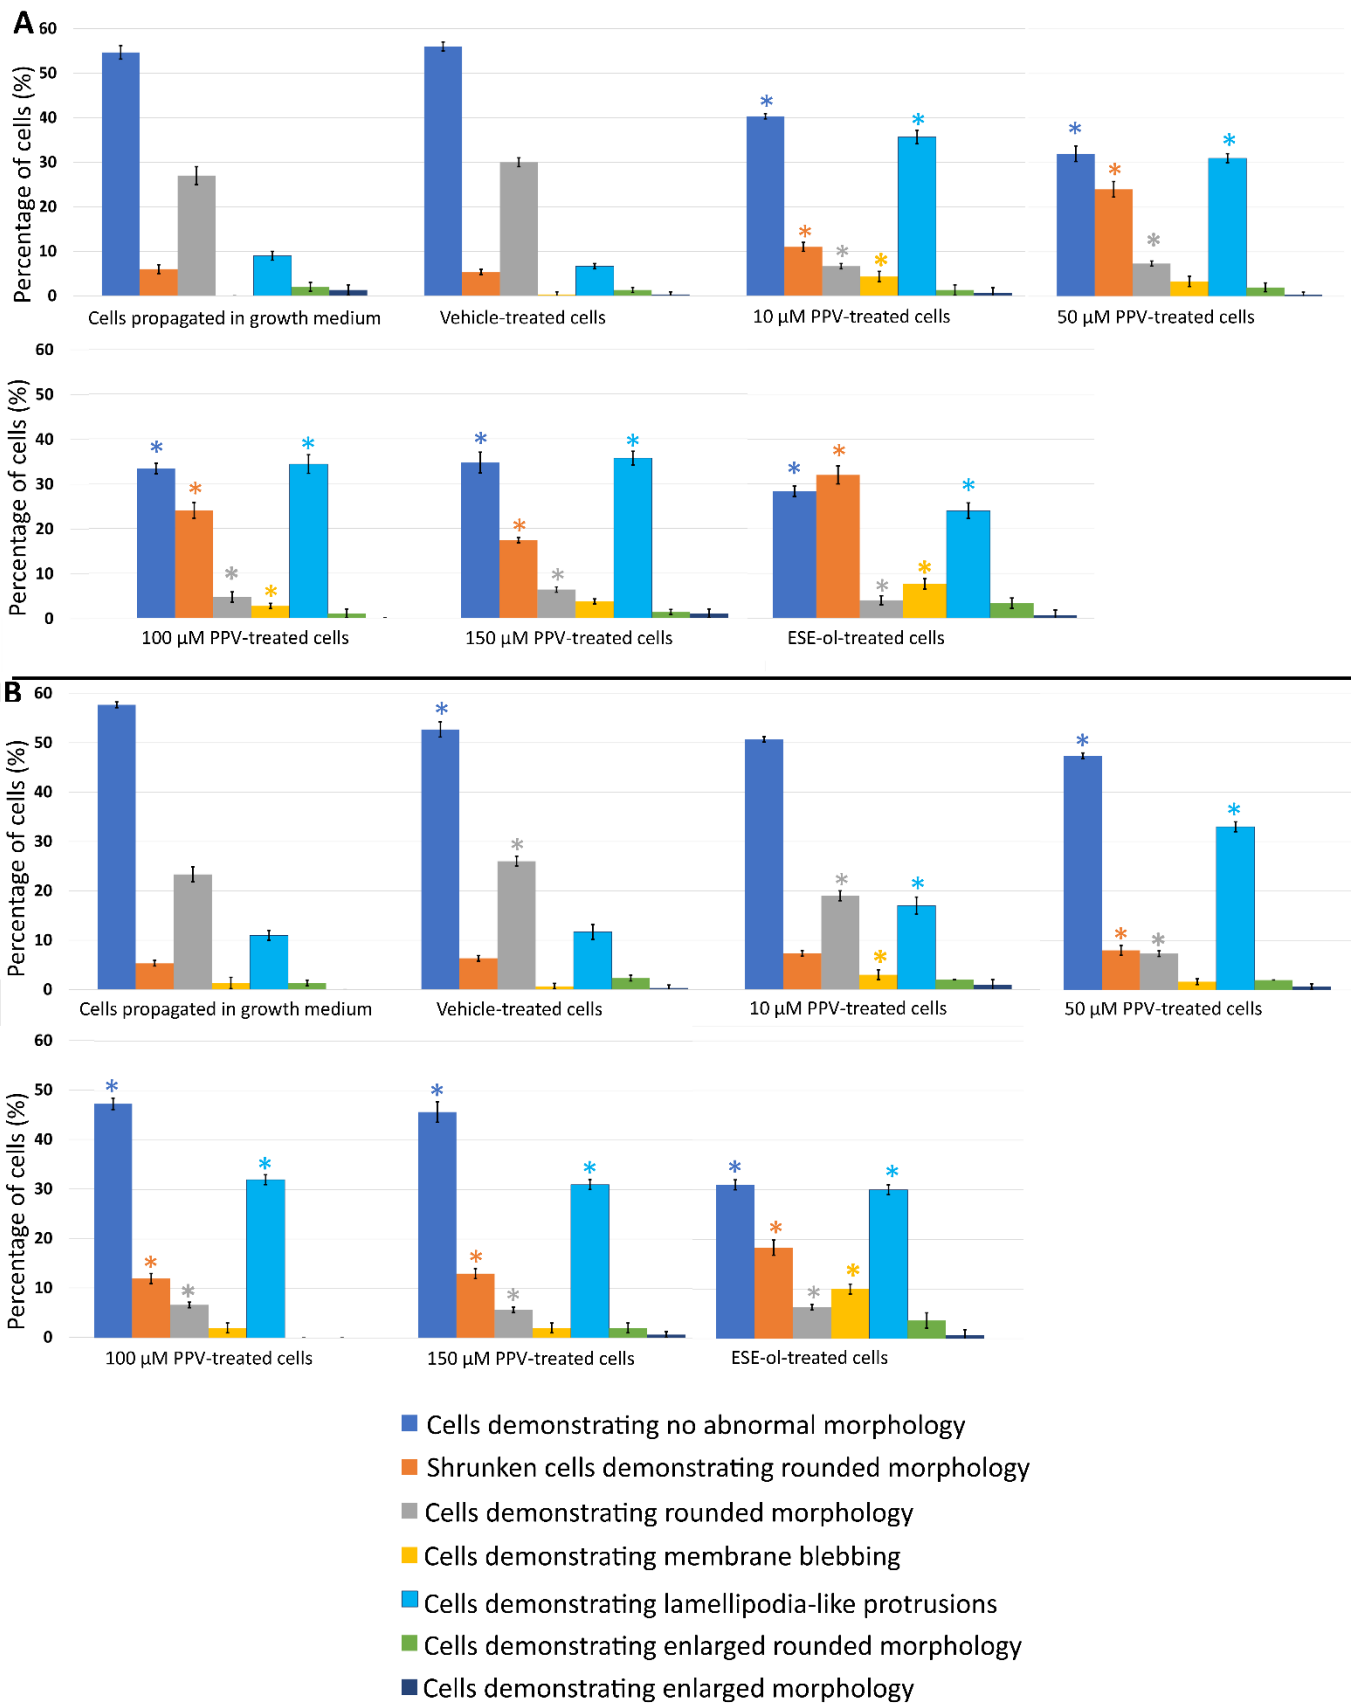 A
Percentage of cells (%)
60
50
40
30
20
10
0
* * * * * * * * *
Cells propagated in growth medium Vehicle-treated cells 10 µM PPV-treated cells 50 µM PPV-treated cells
Percentage of cells (%)
60
50
40
30
20
10
0
* * * * * * * * * * * * * *
100 µM PPV-treated cells 150 µM PPV-treated cells ESE-ol-treated cells
B
Percentage of cells (%)
60
50
40
30
20
10
0
* * * * * * * * *
Cells propagated in growth medium Vehicle-treated cells 10 µM PPV-treated cells 50 µM PPV-treated cells
Percentage of cells (%)
60
50
40
30
20
10
0
* * * * * * * * * * * * *
100 µM PPV-treated cells 150 µM PPV-treated cells ESE-ol-treated cells
Cells demonstrating no abnormal morphology
Shrunken cells demonstrating rounded morphology
Cells demonstrating rounded morphology
Cells demonstrating membrane blebbing
Cells demonstrating lamellipodia-like protrusions
Cells demonstrating enlarged rounded morphology
Cells demonstrating enlarged morphology